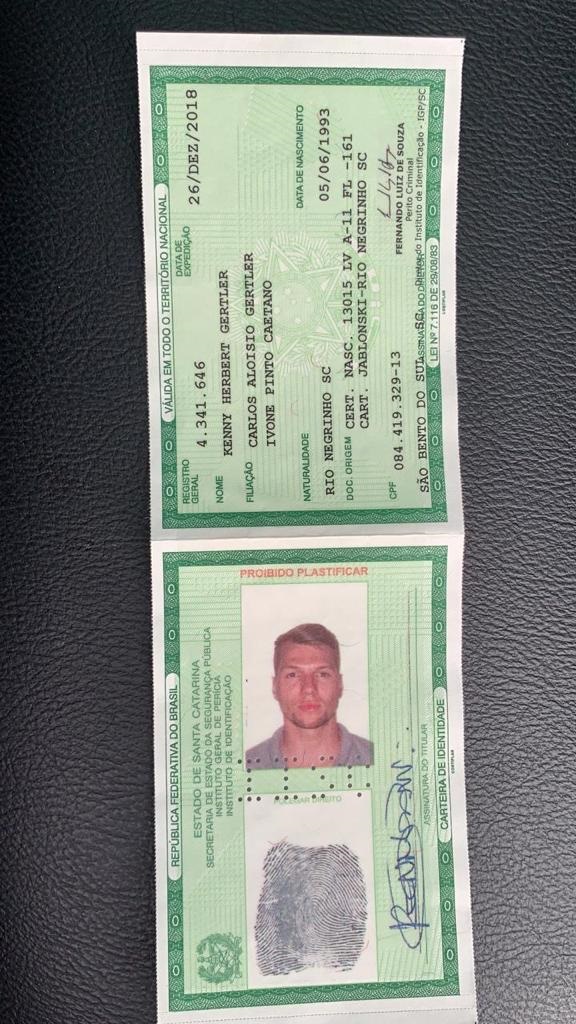 REPÚBLICA FEDERATIVA DO BRASIL
ESTADO DE SANTA CATARINA
SECRETARIA DE ESTADO DA SEGURANÇA PÚBLICA
INSTITUTO GERAL DE PERÍCIA
INSTITUTO DE IDENTIFICAÇÃO
POLEGAR DIREITO
PROIBIDO PLASTIFICAR
ASSINATURA DO TITULAR
CARTEIRA DE IDENTIDADE
VÁLIDA EM TODO O TERRITÓRIO NACIONAL
REGISTRO GERAL 4.341.646 DATA DE EXPEDIÇÃO 26/DEZ/2018
NOME KENNY HERBERT GERTLER
FILIAÇÃO CARLOS ALOISIO GERTLER
IVONE PINTO CAETANO
NATURALIDADE DATA DE NASCIMENTO
RIO NEGRINHO SC 05/06/1993
DOC. ORIGEM CERT. NASC. 13015 LV A-11 FL -161
CART. JABLONSKI-RIO NEGRINHO SC
CPF 084.419.329-13
FERNANDO LUIZ DE SOUZA
Perito Criminal
SÃO BENTO DO SUL SC ASSINATURA DO DIRETOR Diretor do Instituto de Identificação - IGP/SC
LEI Nº 7.116 DE 29/08/83